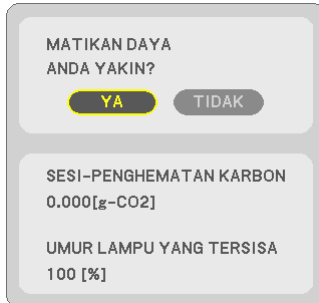 MATIKAN DAYA
ANDA YAKIN?
YA TIDAK
SESI-PENGHEMATAN KARBON
0.000[g-CO2]
UMUR LAMPU YANG TERSISA
100 [%]